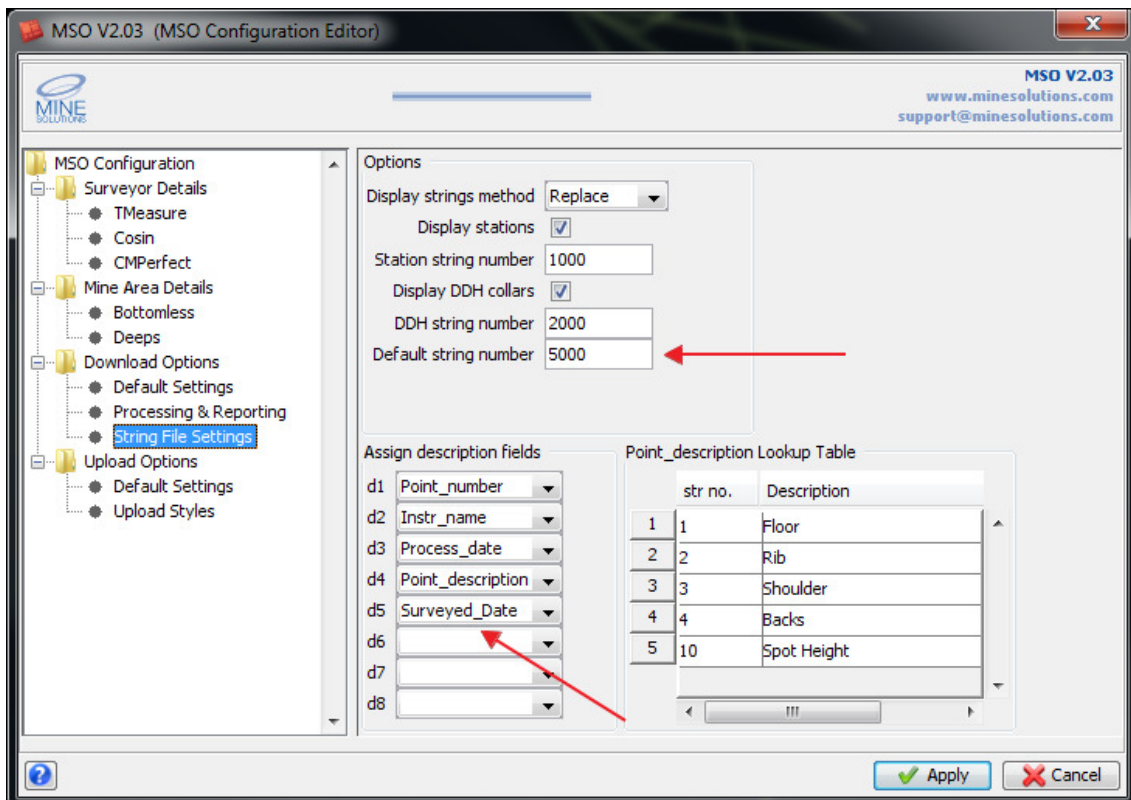 MSO V2.03 (MSO Configuration Editor)
MINE
SOLUTIONS
MSO V2.03
www.minesolutions.com
support@minesolutions.com
MSO Configuration
Surveyor Details
TMeasure
Cosin
CMPerfect
Mine Area Details
Bottomless
Deeps
Download Options
Default Settings
Processing & Reporting
String File Settings
Upload Options
Default Settings
Upload Styles
Options
Display strings method Replace
Display stations
Station string number 1000
Display DDH collars
DDH string number 2000
Default string number 5000
Assign description fields
d1 Point_number
d2 Instr_name
d3 Process_date
d4 Point_description
d5 Surveyed_Date
d6
d7
d8
Point_description Lookup Table
str no. Description
1 1 Floor
2 2 Rib
3 3 Shoulder
4 4 Backs
5 10 Spot Height
? Apply Cancel